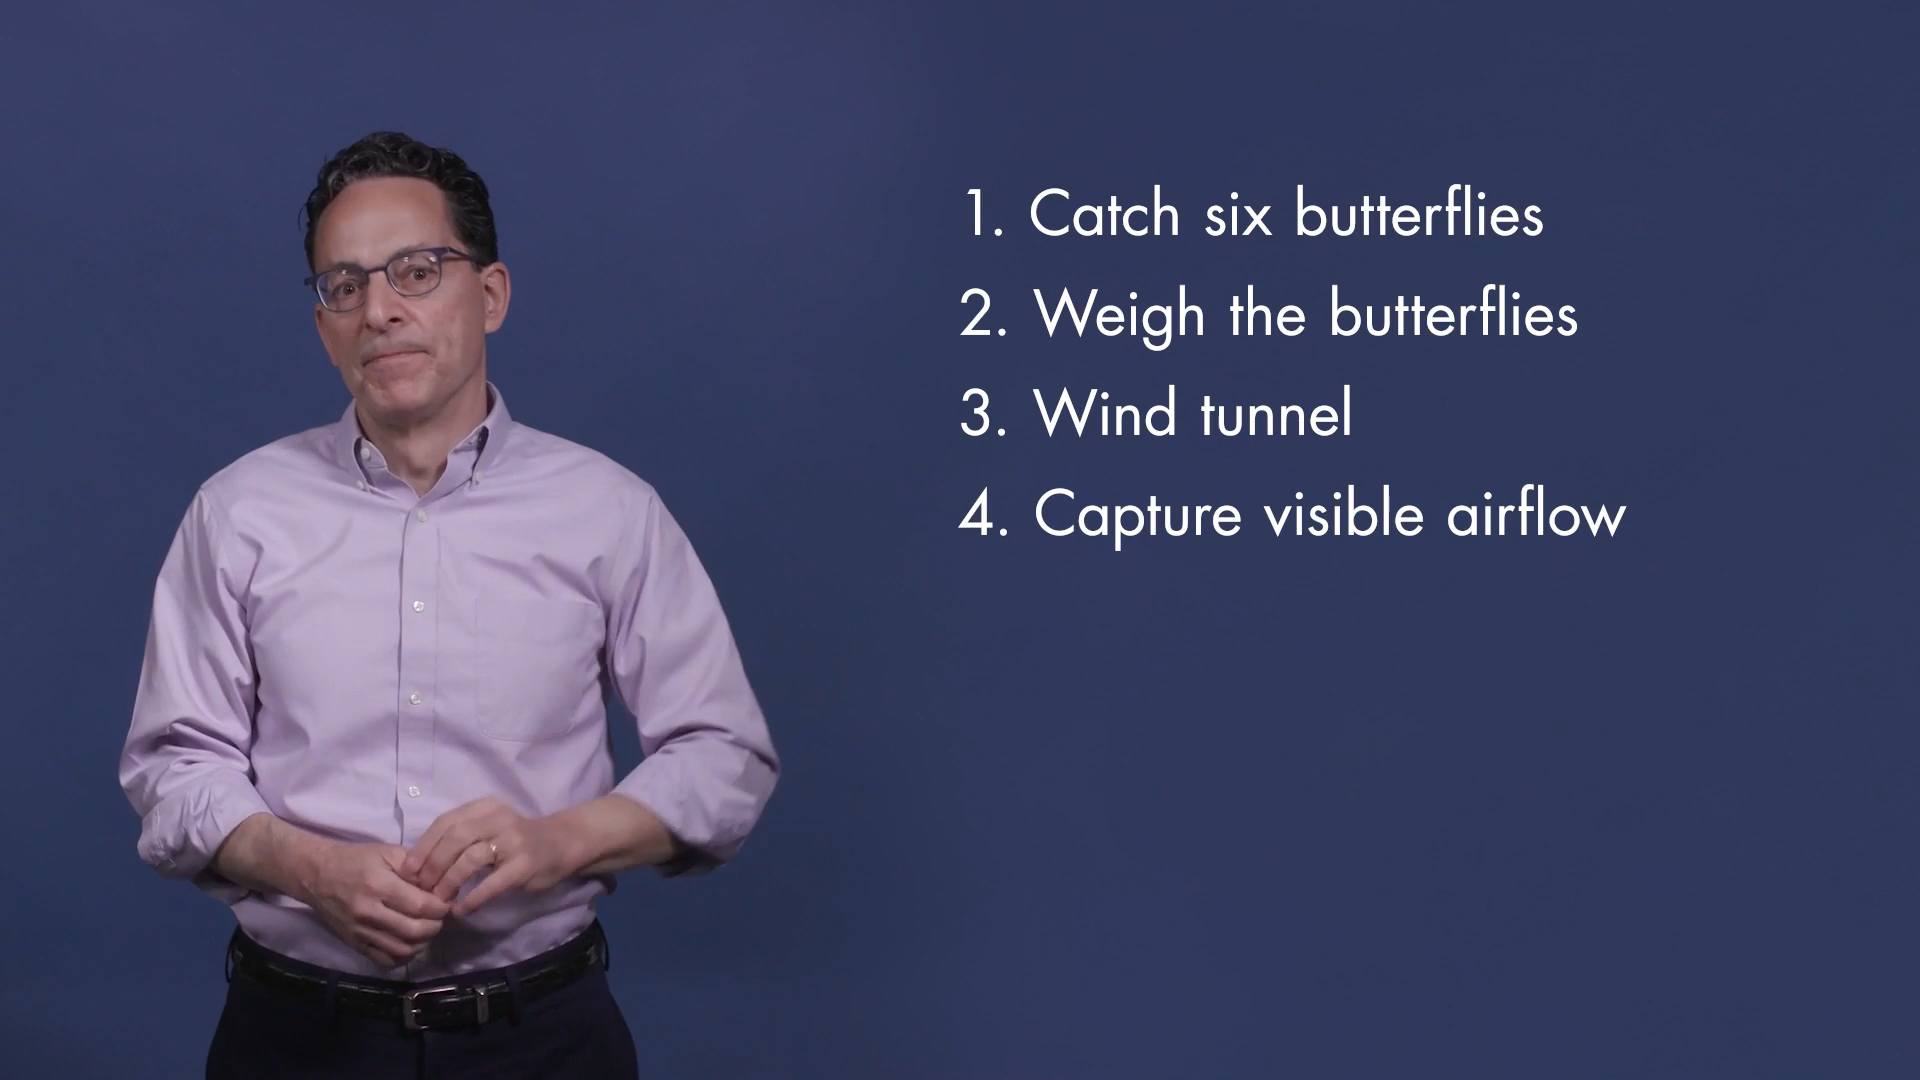 1. Catch six butterflies
2. Weigh the butterflies
3. Wind tunnel
4. Capture visible airflow